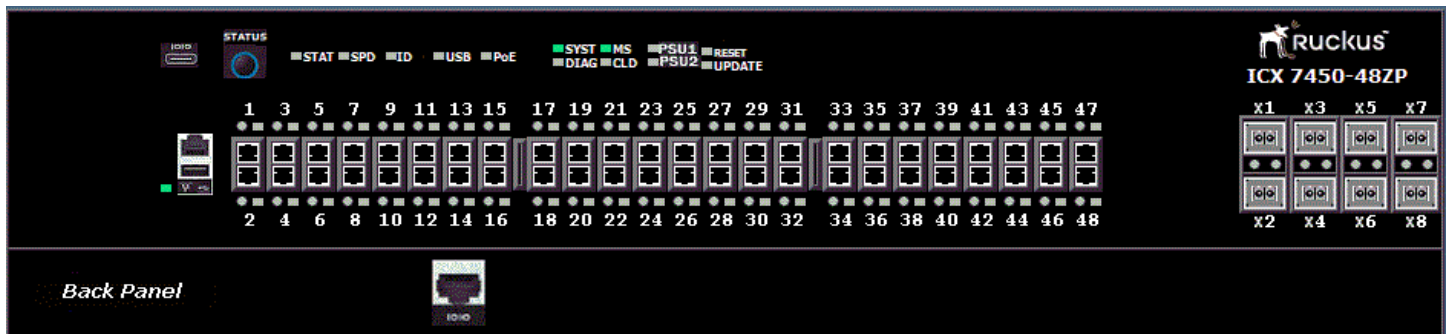 IOIO STATUS
STAT SPD ID USB PoE
SYST MS PSU1 RESET
DIAG CLD PSU2 UPDATE
Ruckus
ICX 7450-48ZP
1 3 5 7 9 11 13 15 17 19 21 23 25 27 29 31 33 35 37 39 41 43 45 47
X1 X3 X5 X7
2 4 6 8 10 12 14 16 18 20 22 24 26 28 30 32 34 36 38 40 42 44 46 48
X2 X4 X6 X8
Back Panel
IOIO